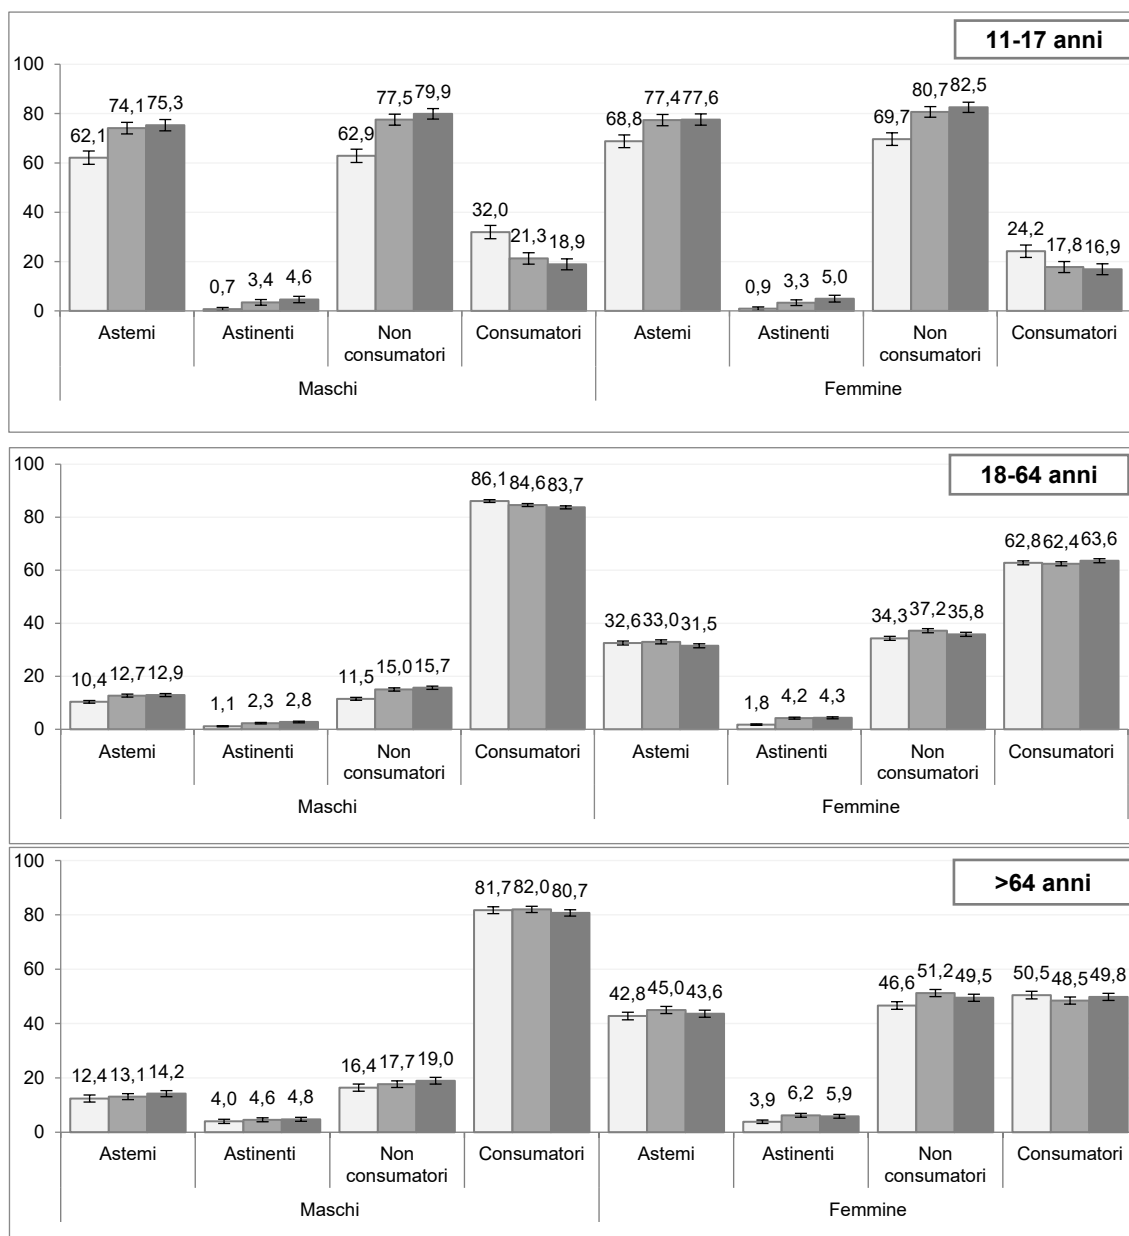 11-17 anni
100
74,1 75,3 77,5 79,9 77,4 77,6 80,7 82,5
80
62,1 62,9 68,8 69,7
60
40
32,0 21,3 18,9 24,2 17,8 16,9
20
0,7 3,4 4,6 0,9 3,3 5,0
0
Astemi Astinenti Non consumatori Consumatori Astemi Astinenti Non consumatori Consumatori
Maschi Femmine
18-64 anni
100
86,1 84,6 83,7
80
62,8 62,4 63,6
60
40
32,6 33,0 31,5 34,3 37,2 35,8
20
10,4 12,7 12,9 1,1 2,3 2,8 11,5 15,0 15,7 1,8 4,2 4,3
0
Astemi Astinenti Non consumatori Consumatori Astemi Astinenti Non consumatori Consumatori
Maschi Femmine
>64 anni
100
81,7 82,0 80,7
80
60
42,8 45,0 43,6 46,6 51,2 49,5 50,5 48,5 49,8
40
20
12,4 13,1 14,2 4,0 4,6 4,8 16,4 17,7 19,0 3,9 6,2 5,9
0
Astemi Astinenti Non consumatori Consumatori Astemi Astinenti Non consumatori Consumatori
Maschi Femmine